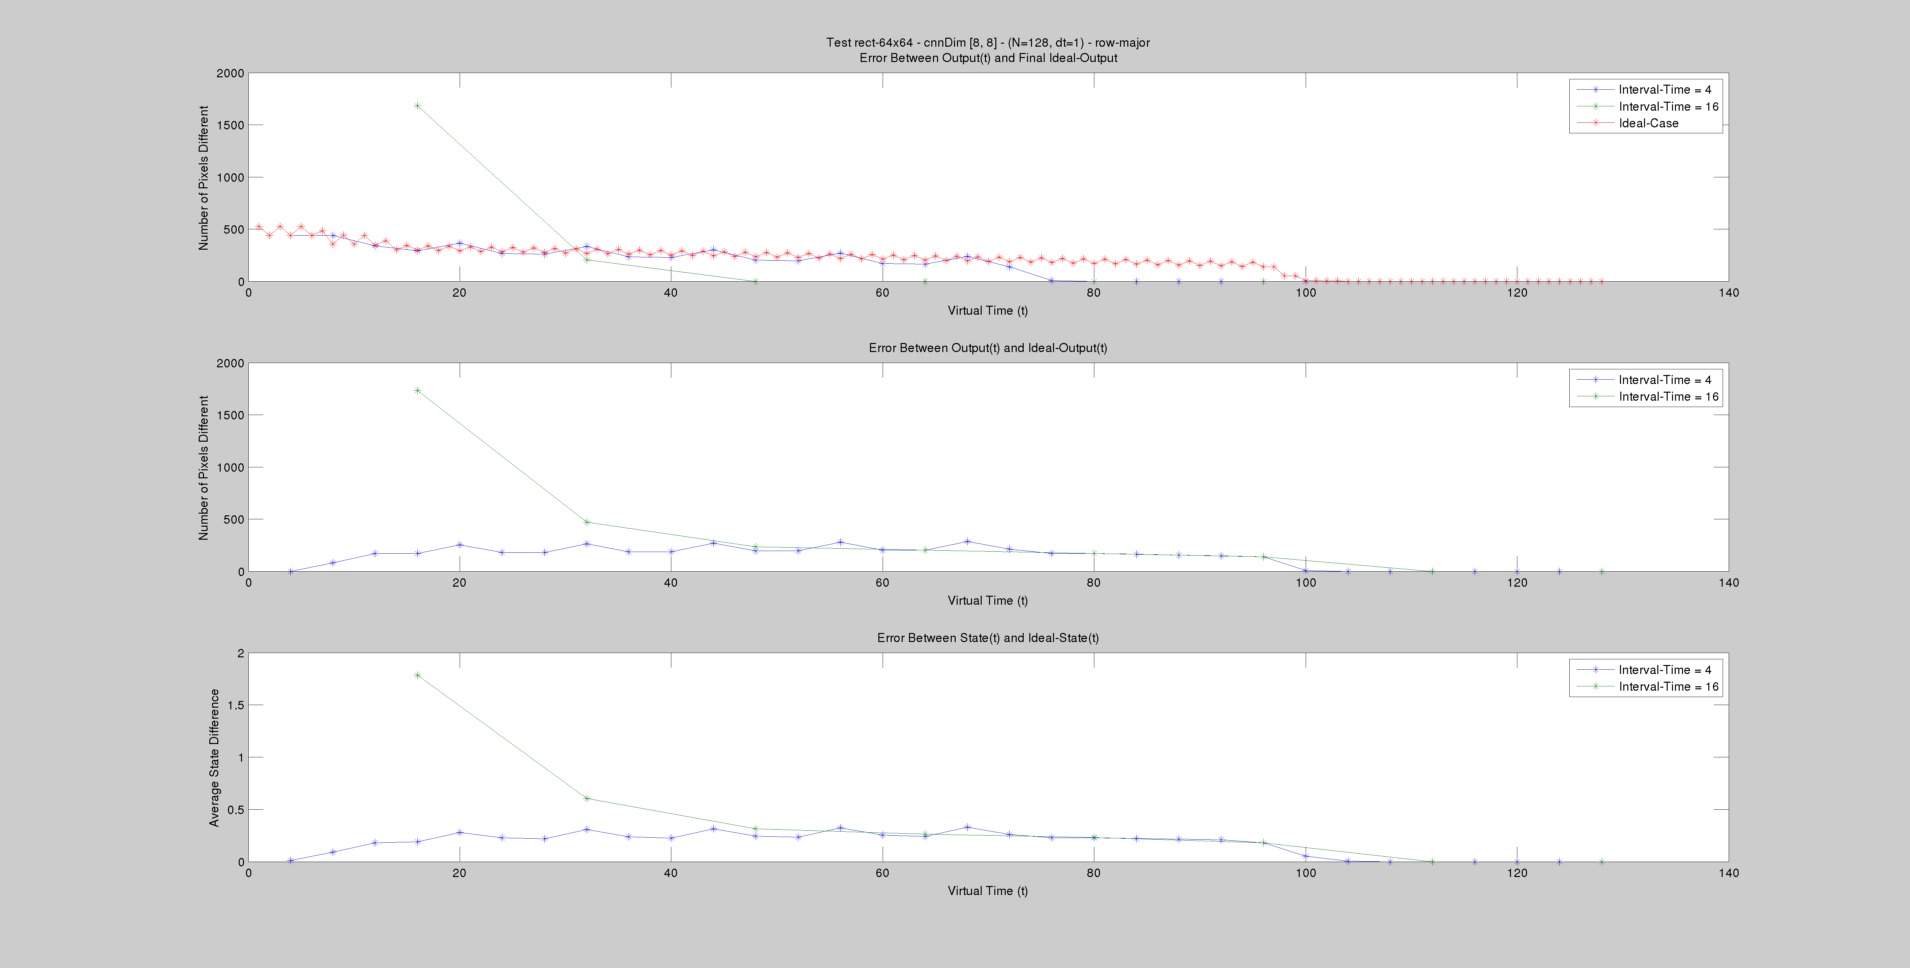 Test rect-64x64 - cnnDim [8, 8] - (N=128, dt=1) - row-major
Error Between Output(t) and Final Ideal-Output
2000
1500
1000
500
0
Number of Pixels Different
Interval-Time = 4
Interval-Time = 16
Ideal-Case
0 20 40 60 80 100 120 140
Virtual Time (t)
Error Between Output(t) and Ideal-Output(t)
2000
1500
1000
500
0
Number of Pixels Different
Interval-Time = 4
Interval-Time = 16
0 20 40 60 80 100 120 140
Virtual Time (t)
Error Between State(t) and Ideal-State(t)
2
1.5
1
0.5
0
Average State Difference
Interval-Time = 4
Interval-Time = 16
0 20 40 60 80 100 120 140
Virtual Time (t)